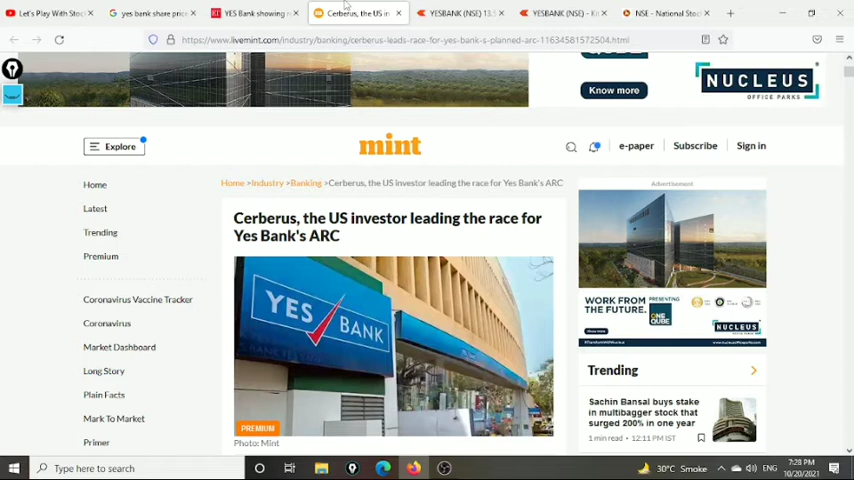 Let's Play With Stoc
yes bank share pric
YES Bank showing r
Cerberus, the US in
YESBANK (NSE) 13.
YESBANK (NSE) - Kit
NSE - National Stoc
https://www.livemint.com/industry/banking/cerberus-leads-race-for-yes-bank-s-planned-arc-11634581572504.html
Know more
NUCLEUS
OFFICE PARKS
Explore
mint
e-paper
Subscribe
Sign in
Home
Latest
Trending
Premium
Coronavirus Vaccine Tracker
Coronavirus
Market Dashboard
Long Story
Plain Facts
Mark To Market
Primer
Home > Industry > Banking >Cerberus, the US investor leading the race for Yes Bank's ARC
Cerberus, the US investor leading the race for
Yes Bank's ARC
YES BANK
PREMIUM
Photo: Mint
Advertisement
WORK FROM
THE FUTURE.
PRESENTING
ONE
QUBE
Know more
NUCLEUS
Trending
Sachin Bansal buys stake
in multibagger stock that
surged 200% in one year
1 min read • 12:11 PM IST
Type here to search
30°C Smoke
ENG
7:28 PM
10/20/2021